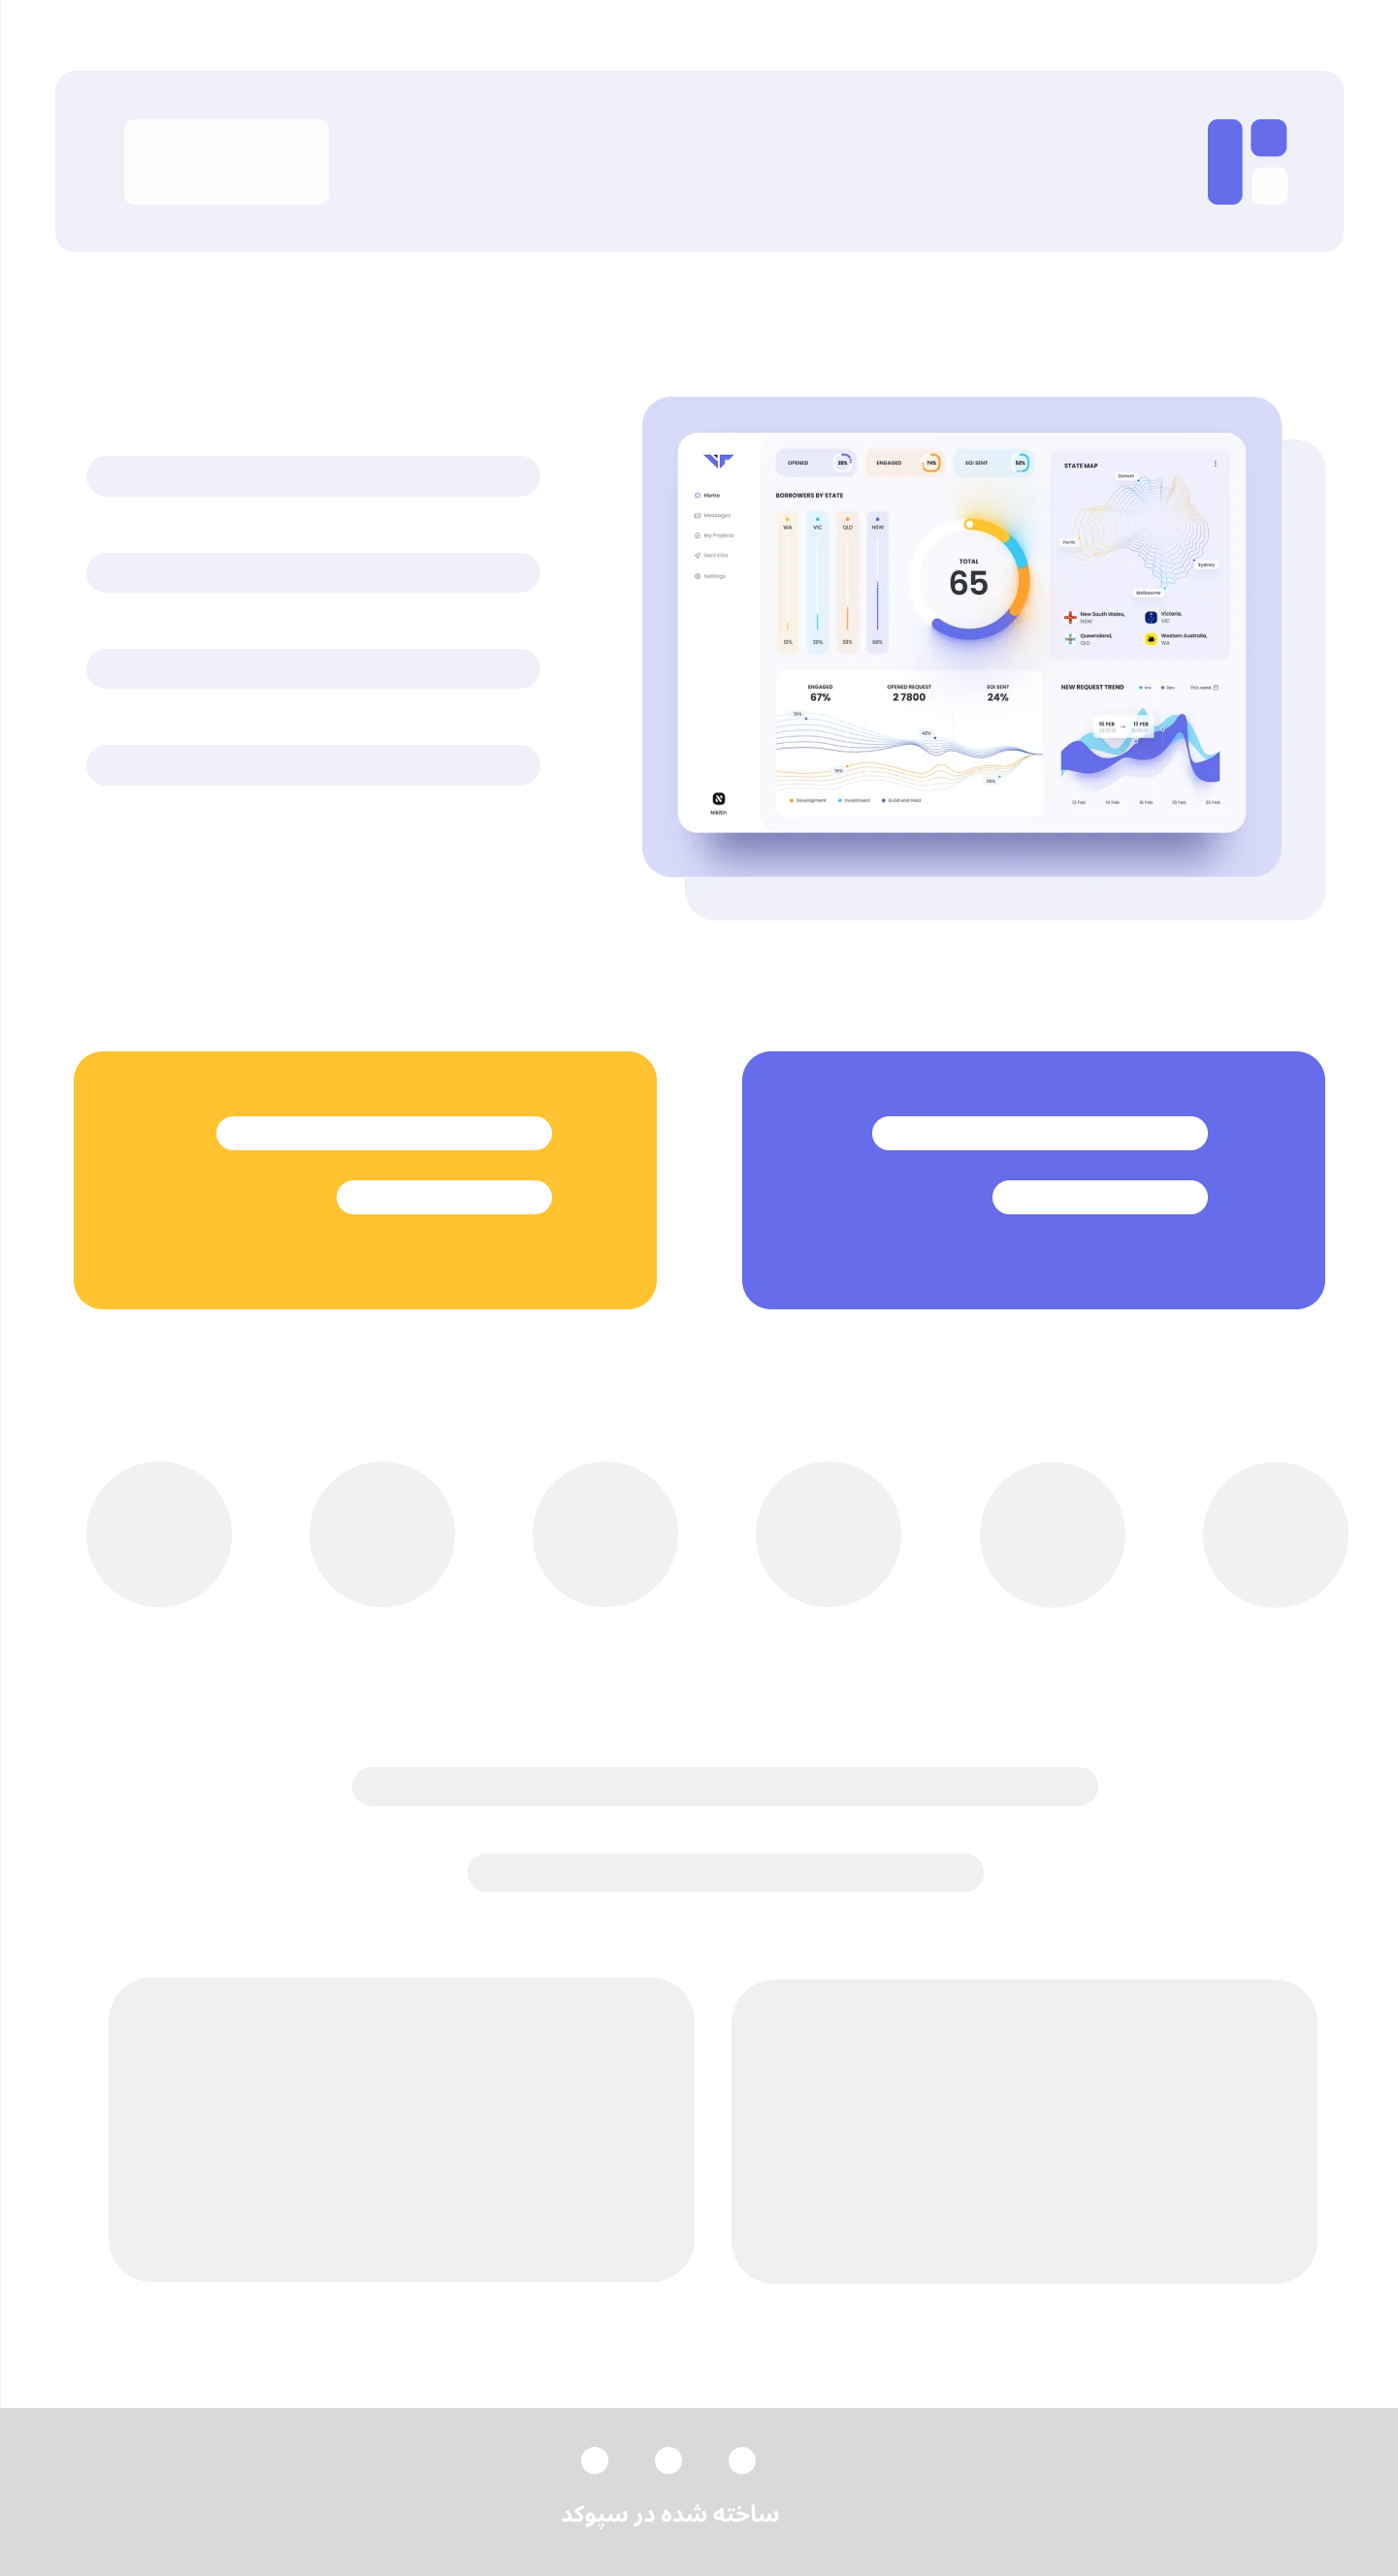 OPENED 35%
ENGAGED 74%
EOI SENT 53%
STATE MAP
Home
Messages
My Projects
Sent EOIs
Settings
BORROWERS BY STATE
WA
VIC
QLD
NSW
12%
20%
33%
60%
TOTAL
65
Darwin
Perth
Sydney
Melbourne
New South Wales,
NSW
Victoria,
VIC
Queensland,
QLD
Western Australia,
WA
ENGAGED
67%
OPENED REQUEST
2 7800
EOI SENT
24%
Development
Investment
Build and Hold
NEW REQUEST TREND
Inv
Dev
This week
15 FEB
17 FEB
12 Feb
14 Feb
16 Feb
18 Feb
20 Feb
Nikitin
ساخته شده در سپوکد